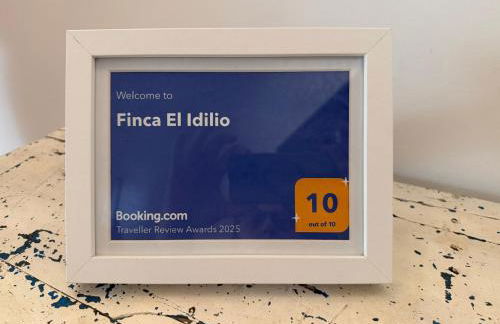 Welcome to
Finca El Idilio
10
out of 10
Booking.com
Traveller Review Awards 2025